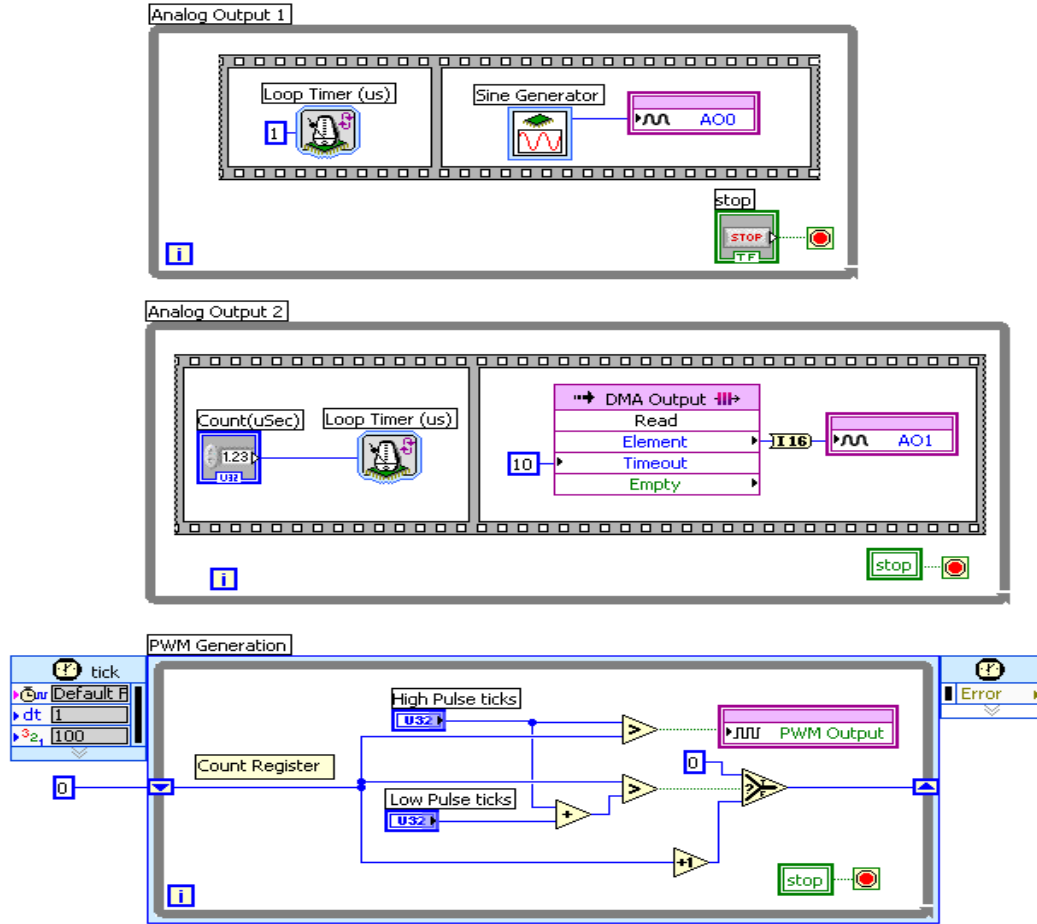 Analog Output 1
Loop Timer (us)
1
Sine Generator
AO0
stop
STOP
TF
i
Analog Output 2
Count(uSec)
1.23
U32
Loop Timer (us)
DMA Output
Read
Element
Timeout
Empty
10
I16
AO1
stop
i
PWM Generation
tick
Default F
dt 1
321 100
Error
0
Count Register
High Pulse ticks
U32
>
PWM Output
Low Pulse ticks
U32
+
>
0
?
+1
stop
i